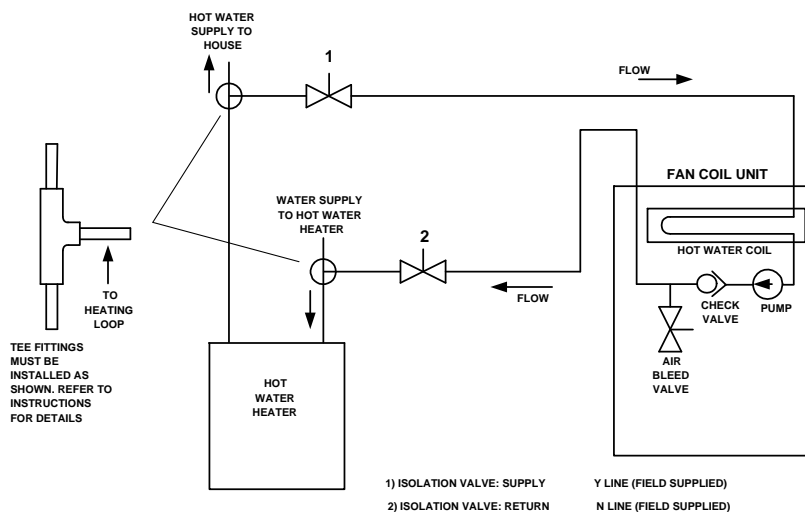 HOT WATER
SUPPLY TO
HOUSE
1
FLOW
FAN COIL UNIT
HOT WATER COIL
WATER SUPPLY
TO HOT WATER
HEATER
2
FLOW
CHECK
VALVE
PUMP
AIR
BLEED
VALVE
TO
HEATING
LOOP
TEE FITTINGS
MUST BE
INSTALLED AS
SHOWN. REFER TO
INSTRUCTIONS
FOR DETAILS
HOT
WATER
HEATER
1) ISOLATION VALVE: SUPPLY Y LINE (FIELD SUPPLIED)
2) ISOLATION VALVE: RETURN N LINE (FIELD SUPPLIED)